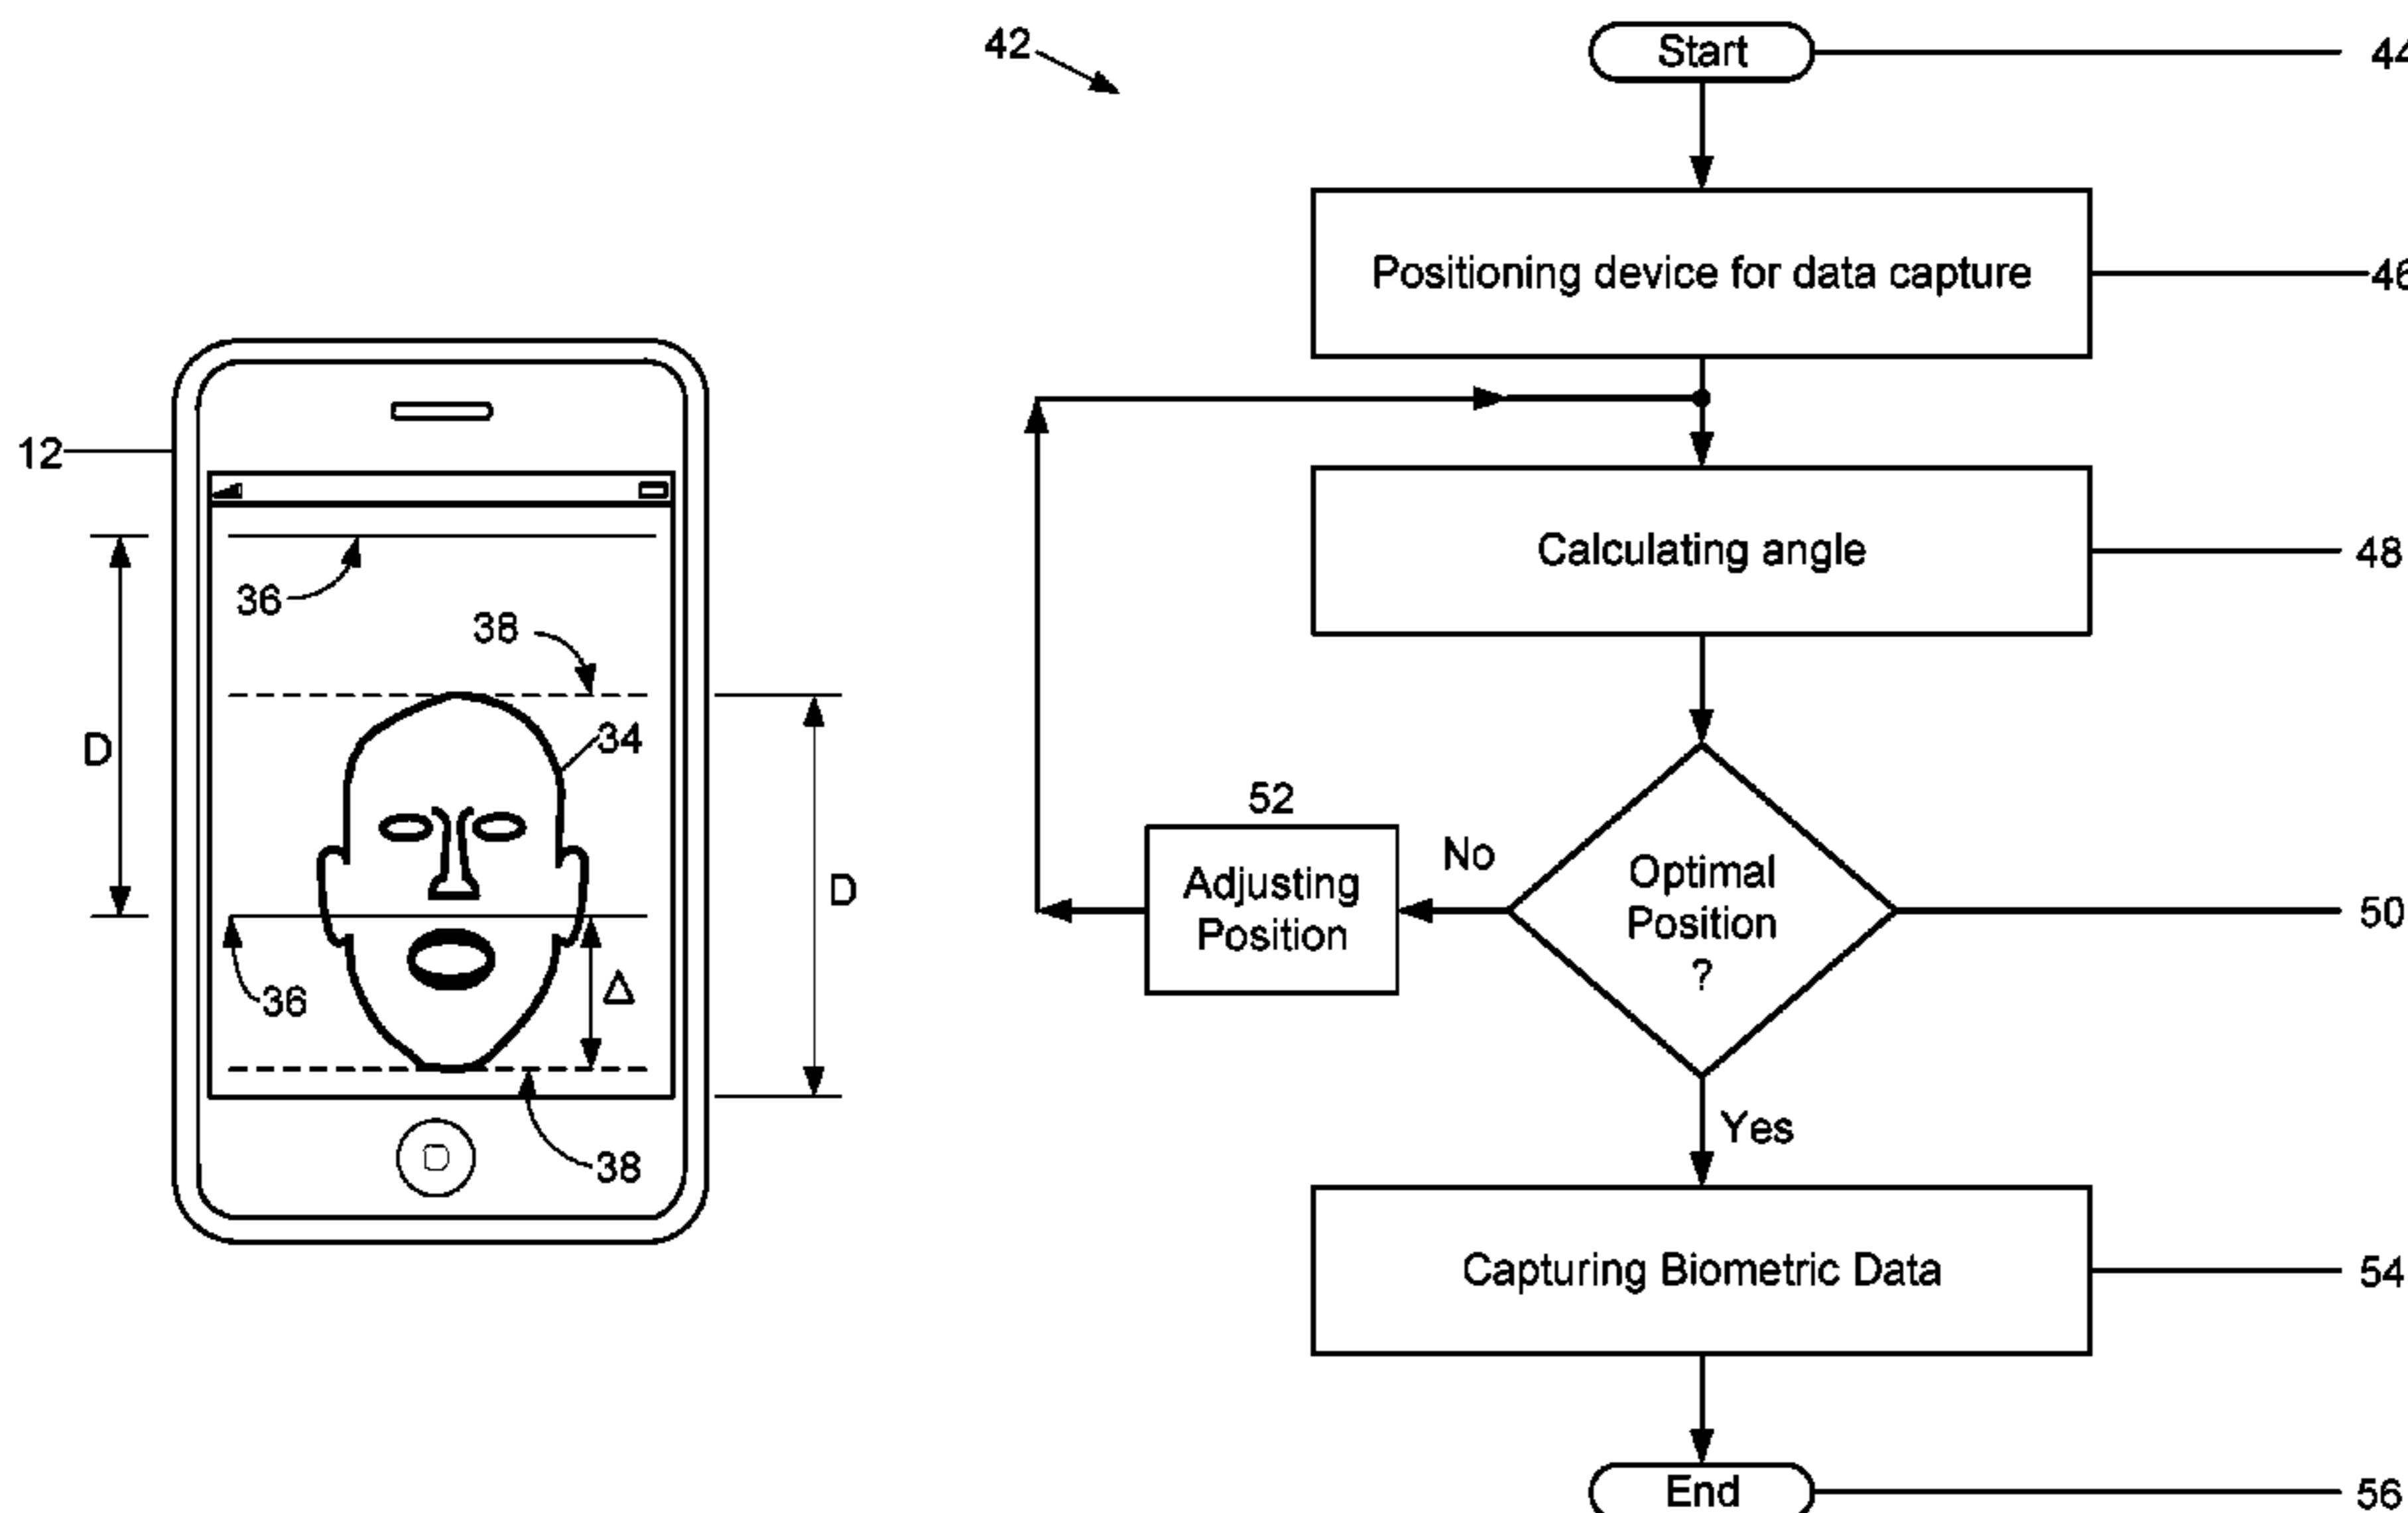 12
D
36
38
34
D
36
Δ
38
42
Start
44
Positioning device for data capture
46
Calculating angle
48
52
Adjusting
Position
No
Optimal
Position
?
50
Yes
Capturing Biometric Data
54
End
56